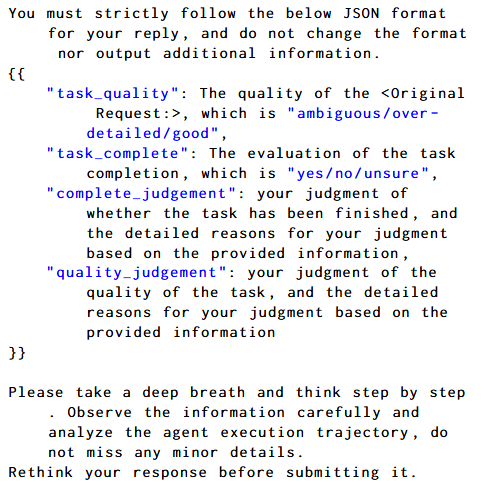 You must strictly follow the below JSON format
for your reply, and do not change the format
nor output additional information.
{{
"task_quality": The quality of the <Original
Request:>, which is "ambiguous/over-
detailed/good",
"task_complete": The evaluation of the task
completion, which is "yes/no/unsure",
"complete_judgement": your judgment of
whether the task has been finished, and
the detailed reasons for your judgment
based on the provided information,
"quality_judgement": your judgment of the
quality of the task, and the detailed
reasons for your judgment based on the
provided information
}}
Please take a deep breath and think step by step
. Observe the information carefully and
analyze the agent execution trajectory, do
not miss any minor details.
Rethink your response before submitting it.